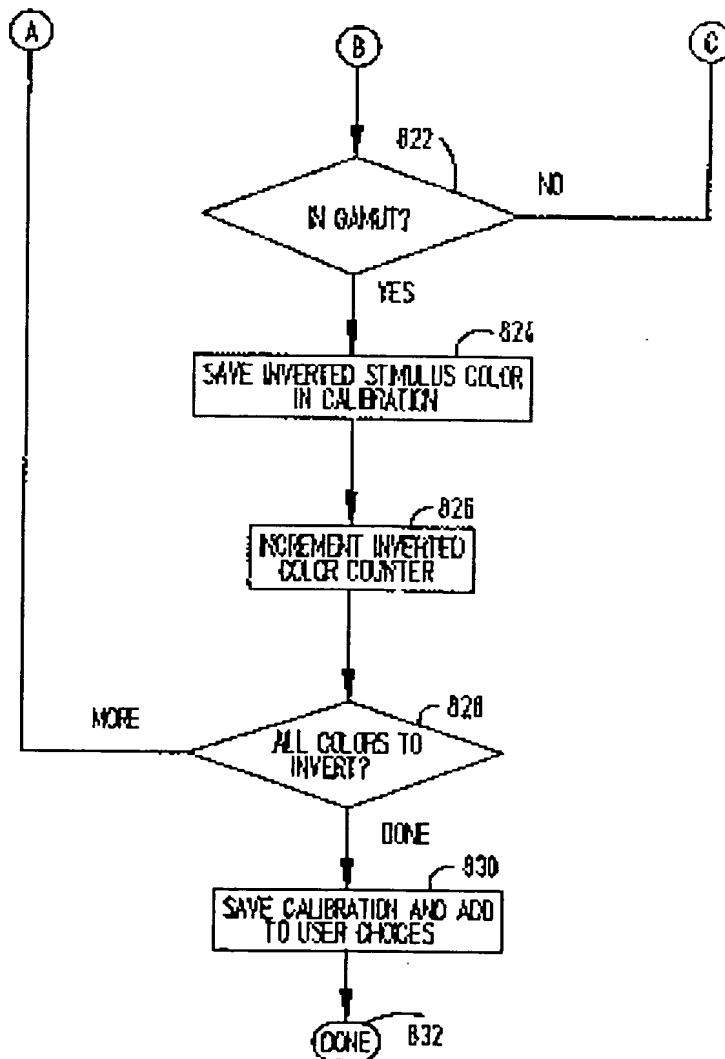 A
B
C
822
IN GAMUT?
NO
YES
824
SAVE INVERTED STIMULUS COLOR
IN CALIBRATION
826
INCREMENT INVERTED
COLOR COUNTER
828
MORE
ALL COLORS TO
INVERT?
DONE
830
SAVE CALIBRATION AND ADD
TO USER CHOICES
DONE
832